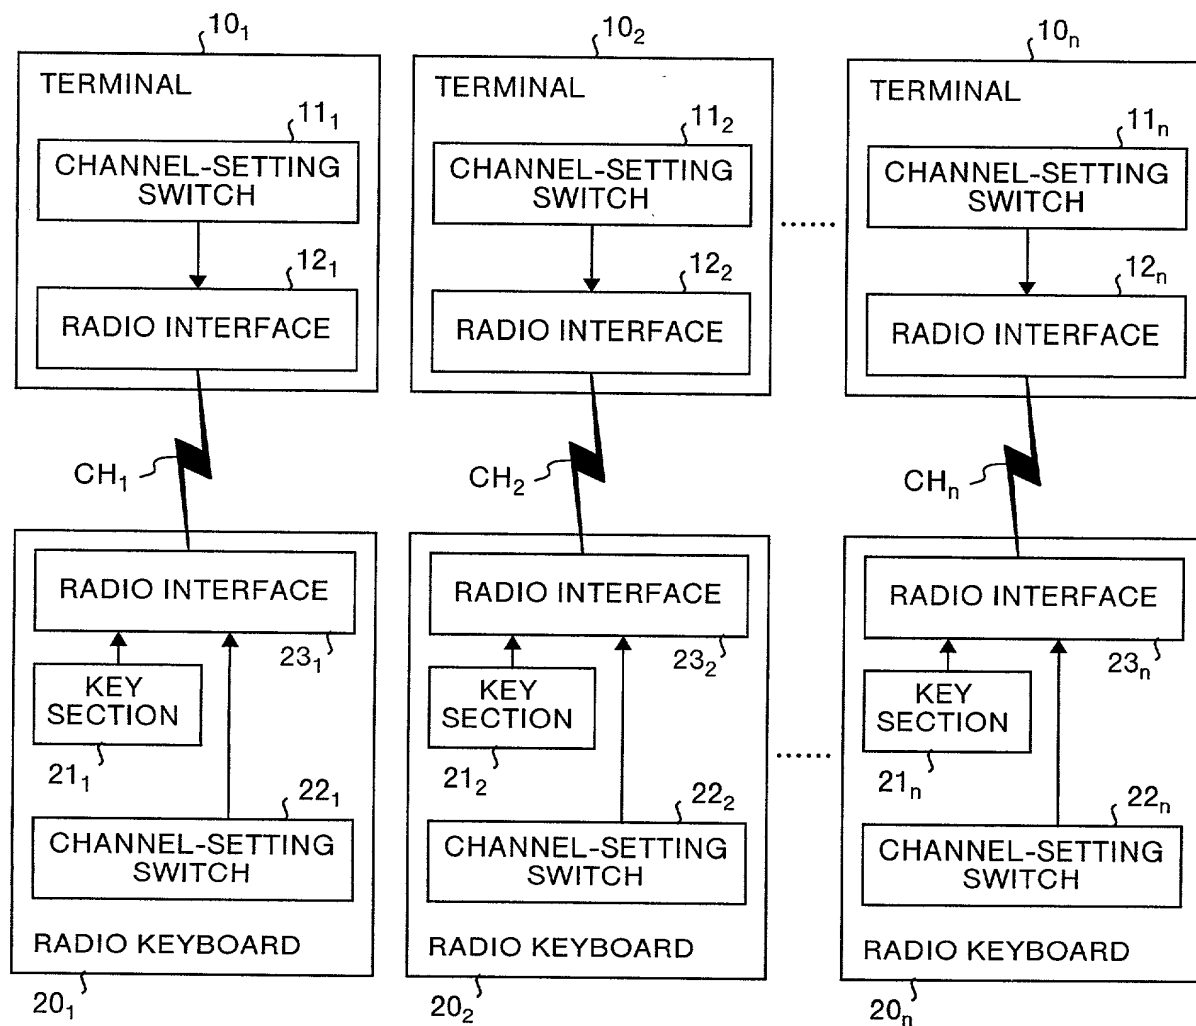 10₁
TERMINAL
11₁
CHANNEL-SETTING
SWITCH
12₁
RADIO INTERFACE
CH₁
RADIO INTERFACE
23₁
KEY
SECTION
21₁
22₁
CHANNEL-SETTING
SWITCH
RADIO KEYBOARD
20₁
10₂
TERMINAL
11₂
CHANNEL-SETTING
SWITCH
12₂
RADIO INTERFACE
CH₂
RADIO INTERFACE
23₂
KEY
SECTION
21₂
22₂
CHANNEL-SETTING
SWITCH
RADIO KEYBOARD
20₂
......
......
10ₙ
TERMINAL
11ₙ
CHANNEL-SETTING
SWITCH
12ₙ
RADIO INTERFACE
CHₙ
RADIO INTERFACE
23ₙ
KEY
SECTION
21ₙ
22ₙ
CHANNEL-SETTING
SWITCH
RADIO KEYBOARD
20ₙ